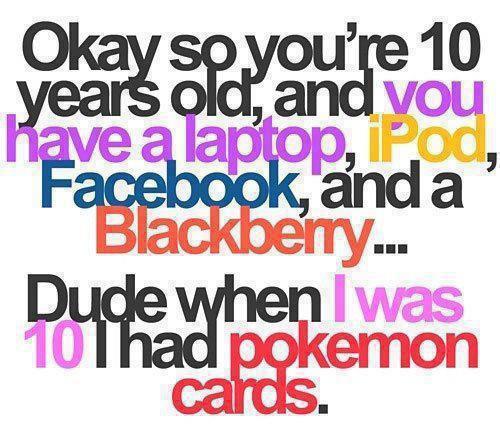 Okay so you're 10
years old, and you
have a laptop, iPod,
Facebook, and a
Blackberry...
Dude when I was
10 I had pokemon
cards.